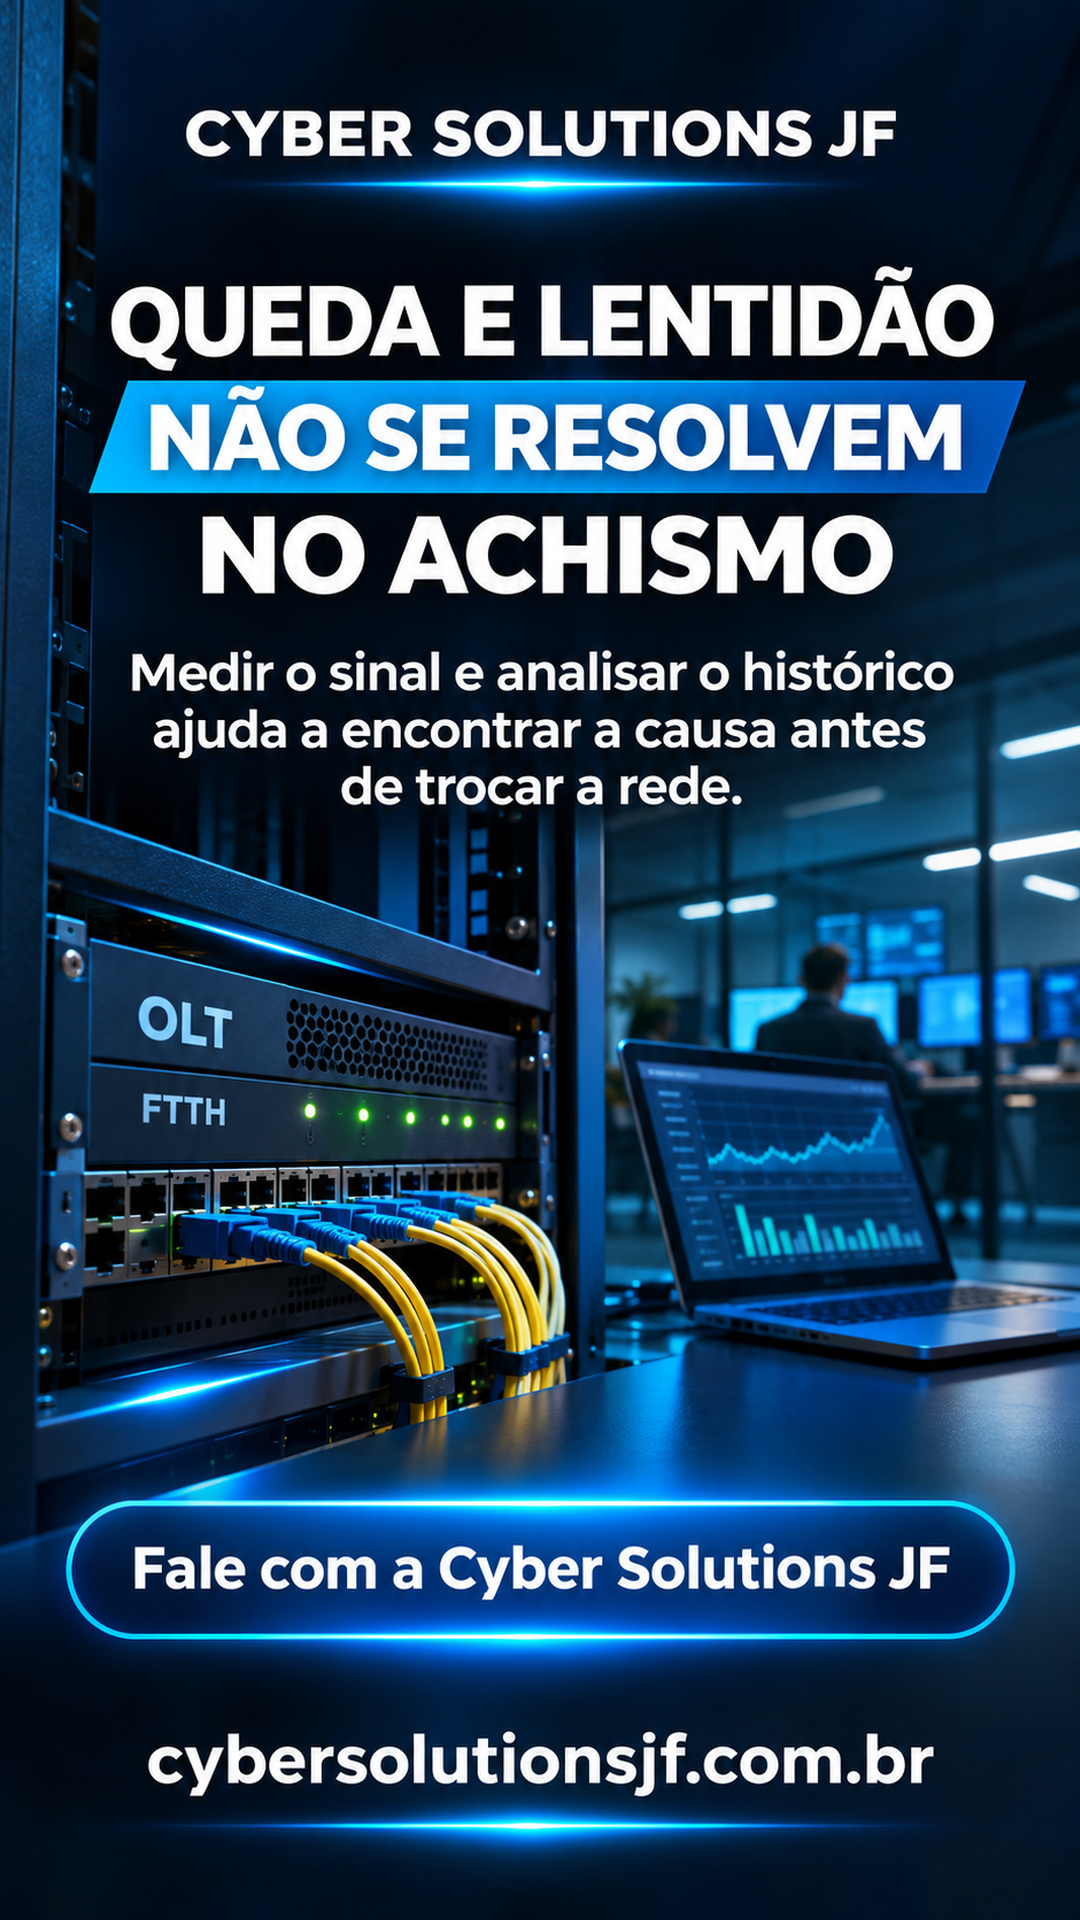 CYBER SOLUTIONS JF
QUEDA E LENTIDÃO
NÃO SE RESOLVEM
NO ACHISMO
Medir o sinal e analisar o histórico
ajuda a encontrar a causa antes
de trocar a rede.
OLT
FTTH
Fale com a Cyber Solutions JF
cybersolutionsjf.com.br